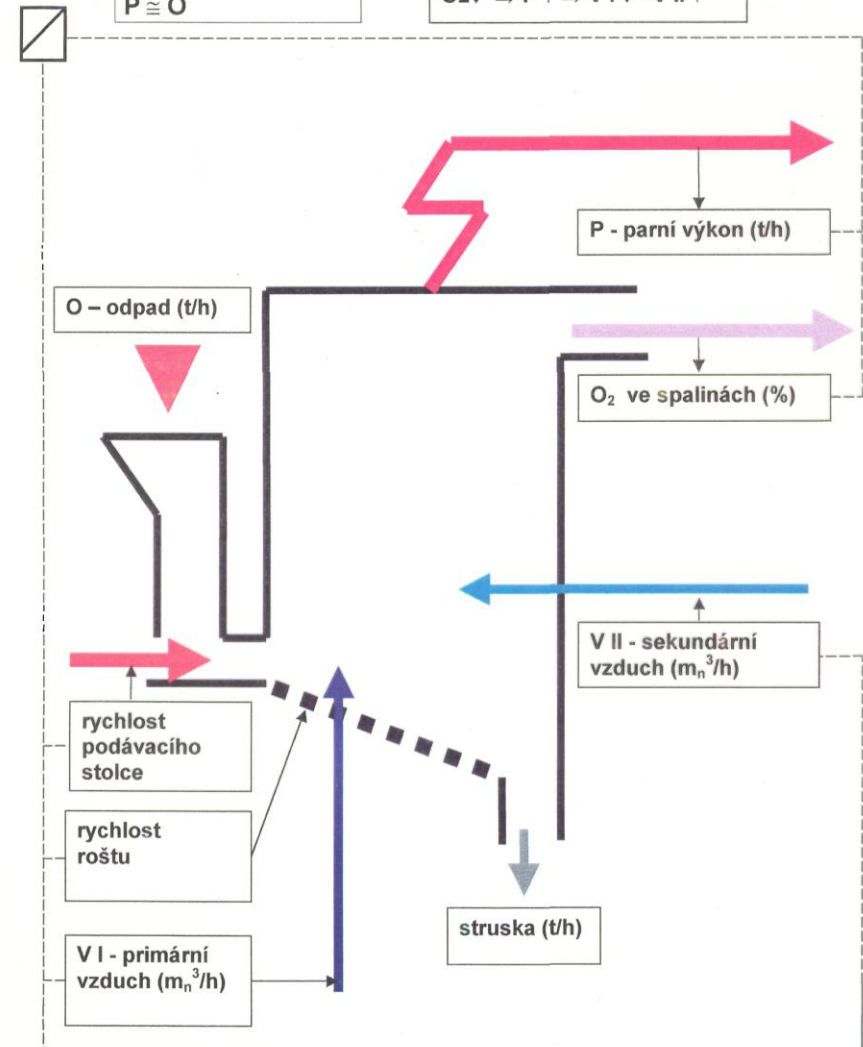 P ≅ O
P - parní výkon (t/h)
O – odpad (t/h)
O₂ ve spalinách (%)
V II - sekundární
vzduch (mₙ³/h)
rychlost
podávacího
stolce
rychlost
roštu
struska (t/h)
V I - primární
vzduch (mₙ³/h)